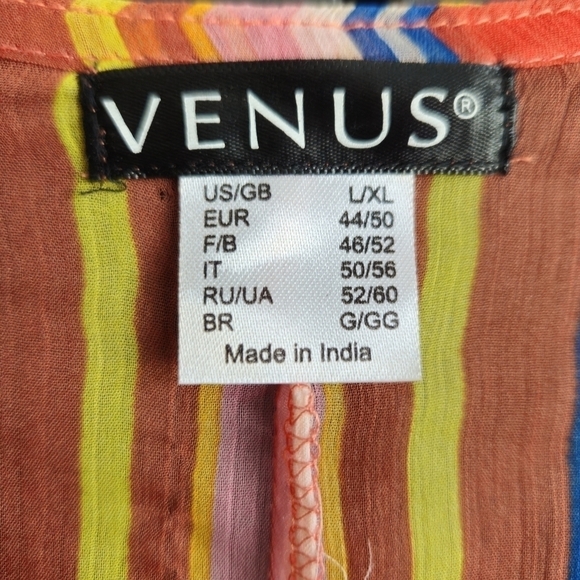 VENUS®
US/GB L/XL
EUR 44/50
F/B 46/52
IT 50/56
RU/UA 52/60
BR G/GG
Made in India